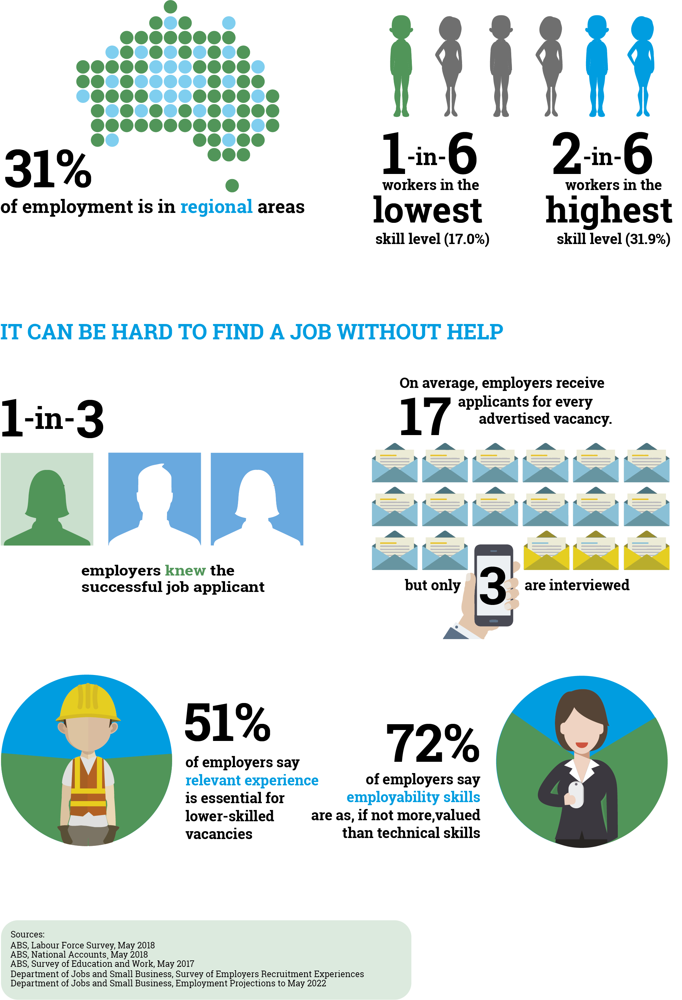 31%
of employment is in regional areas
1-in-6
workers in the
lowest
skill level (17.0%)
2-in-6
workers in the
highest
skill level (31.9%)
IT CAN BE HARD TO FIND A JOB WITHOUT HELP
1-in-3
employers knew the
successful job applicant
On average, employers receive
17 applicants for every
advertised vacancy.
but only 3 are interviewed
51%
of employers say
relevant experience
is essential for
lower-skilled
vacancies
72%
of employers say
employability skills
are as, if not more,valued
than technical skills
Sources:
ABS, Labour Force Survey, May 2018
ABS, National Accounts, May 2018
ABS, Survey of Education and Work, May 2017
Department of Jobs and Small Business, Survey of Employers Recruitment Experiences
Department of Jobs and Small Business, Employment Projections to May 2022